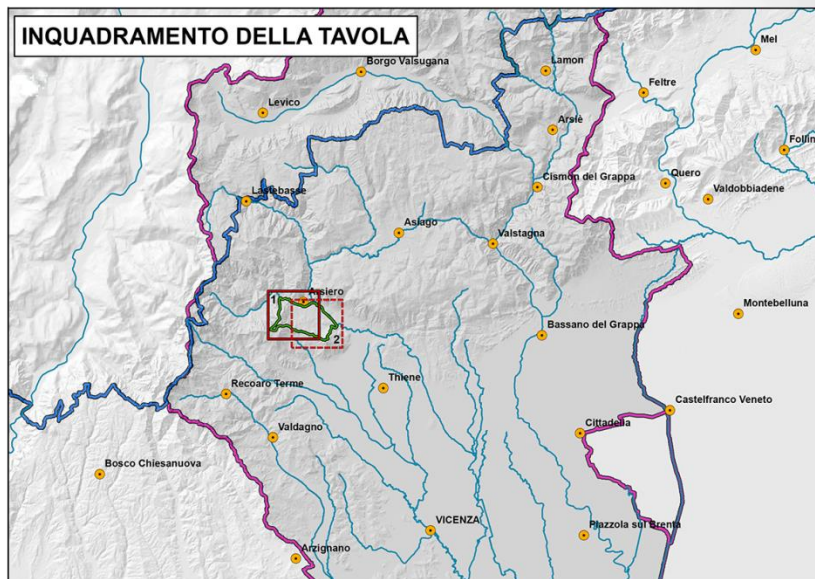 INQUADRAMENTO DELLA TAVOLA
Mel
Borgo Valsugana
Lamon
Feltre
Levico
Arsiè
Follin
Cismon del Grappa
Quero
Lastebasse
Valdobbiadene
Asiago
Valstagna
1
Arsiero
Montebelluna
Bassano del Grappa
2
Thiene
Recoaro Terme
Castelfranco Veneto
Cittadella
Valdagno
Bosco Chiesanuova
VICENZA
Piazzola sul Brenta
Arzignano